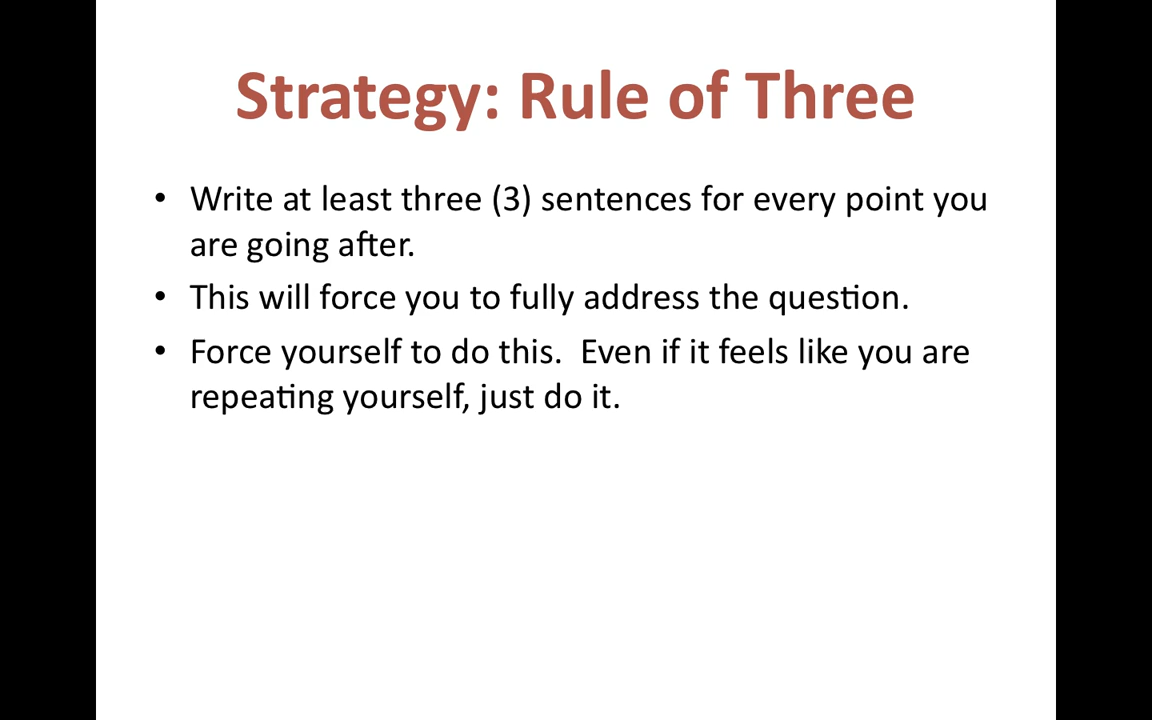 Strategy: Rule of Three
• Write at least three (3) sentences for every point you
are going after.
• This will force you to fully address the question.
• Force yourself to do this.  Even if it feels like you are
repeating yourself, just do it.